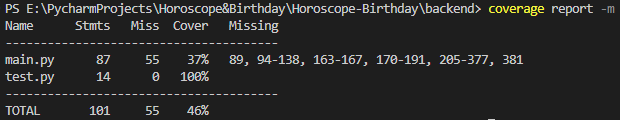 PS E:\PycharmProjects\Horoscope&Birthday\Horoscope-Birthday\backend> coverage report -m
Name      Stmts   Miss  Cover   Missing
---------------------------------------
main.py      87     55    37%   89, 94-138, 163-167, 170-191, 205-377, 381
test.py      14      0   100%
---------------------------------------
TOTAL       101     55    46%